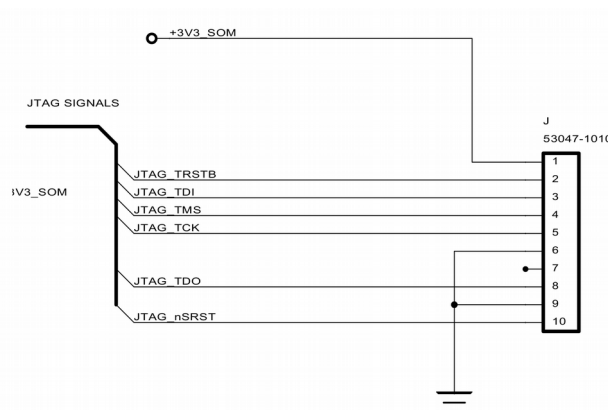 +3V3_SOM
JTAG SIGNALS
J
53047-1010
1
JTAG_TRSTB
2
V3_SOM
JTAG_TDI
3
JTAG_TMS
4
JTAG_TCK
5
6
7
JTAG_TDO
8
9
JTAG_nSRST
10